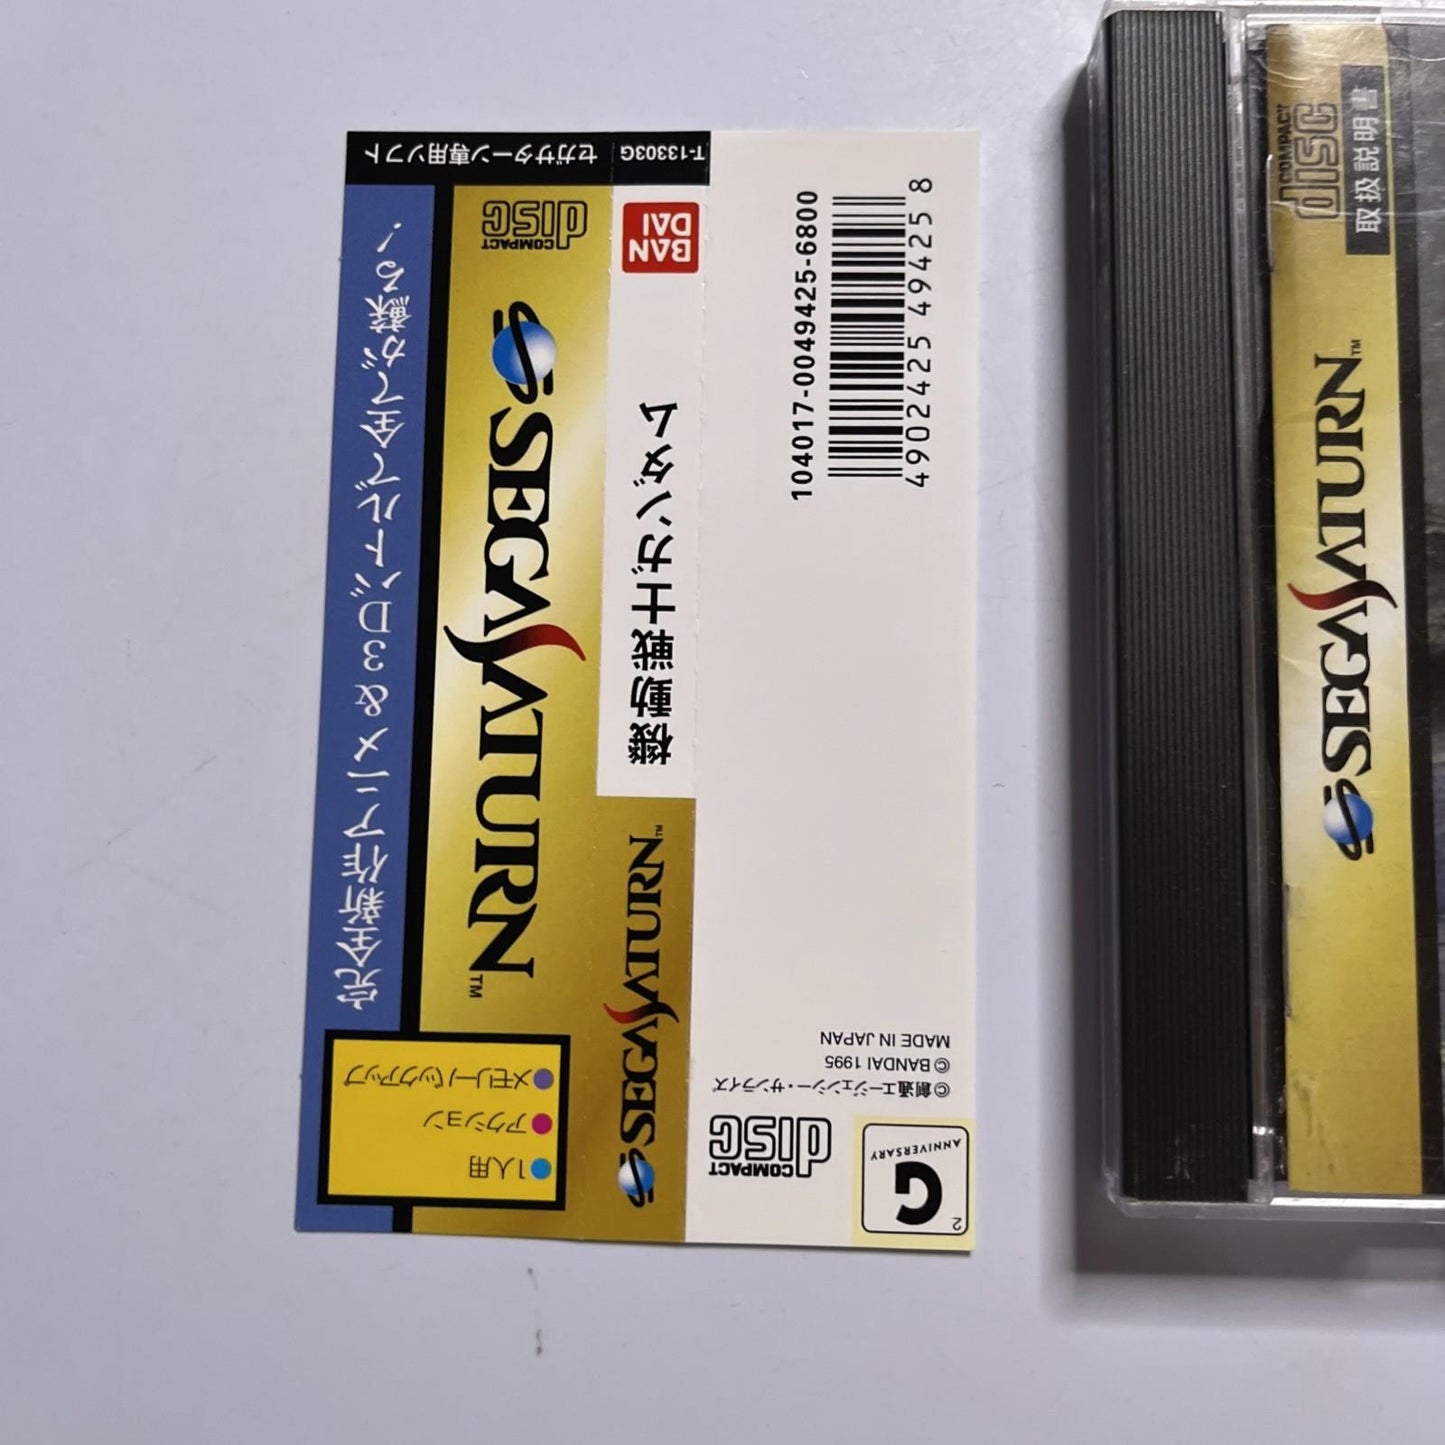 セガサターン専用ソフト
T-13303G
完全新作アニメ&3Dバトルで全てが蘇る!
COMPACT
disc
SEGA SATURN™
1人用
アクション
メモリーバックアップ
BAN
DAI
機動戦士ガンダム
SEGA SATURN™
104017-0049425-6800
4902425494258
COMPACT
disc
©創通エージェンシー・サンライズ
©BANDAI 1995
MADE IN JAPAN
G
2
ANNIVERSARY
COMPACT
disc
取扱説明書
SEGA SATURN™